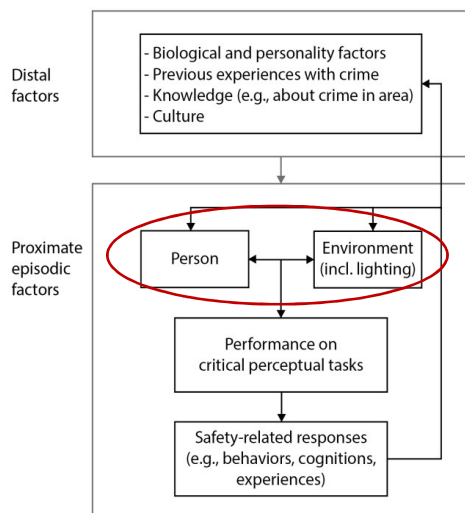 Distal
factors
- Biological and personality factors
- Previous experiences with crime
- Knowledge (e.g., about crime in area)
- Culture
Proximate
episodic
factors
Person
Environment
(incl. lighting)
Performance on
critical perceptual tasks
Safety-related responses
(e.g., behaviors, cognitions,
experiences)